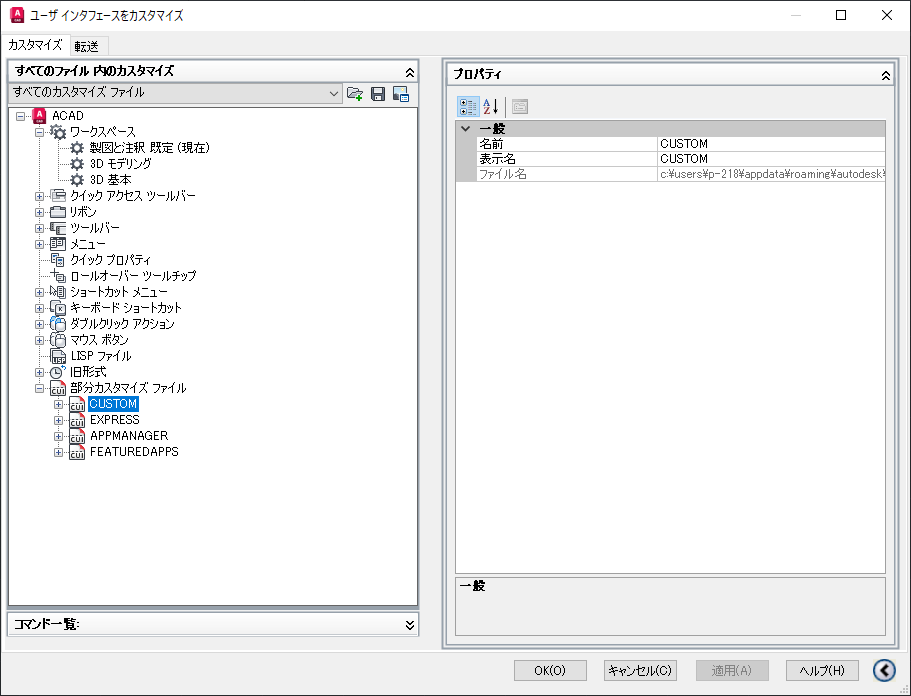 ユーザ インタフェースをカスタマイズ
カスタマイズ
転送
すべてのファイル 内のカスタマイズ
すべてのカスタマイズ ファイル
ACAD
ワークスペース
製図と注釈 既定 (現在)
3D モデリング
3D 基本
クイック アクセス ツールバー
リボン
ツールバー
メニュー
クイック プロパティ
ロールオーバー ツールチップ
ショートカット メニュー
キーボード ショートカット
ダブルクリック アクション
マウス ボタン
LISP ファイル
旧形式
部分カスタマイズ ファイル
CUSTOM
EXPRESS
APPMANAGER
FEATUREDAPPS
コマンド一覧:
プロパティ
一般
名前 CUSTOM
表示名 CUSTOM
ファイル名 c:¥users¥p-218¥appdata¥roaming¥autodesk¥
一般
OK(O)
キャンセル(C)
適用(A)
ヘルプ(H)